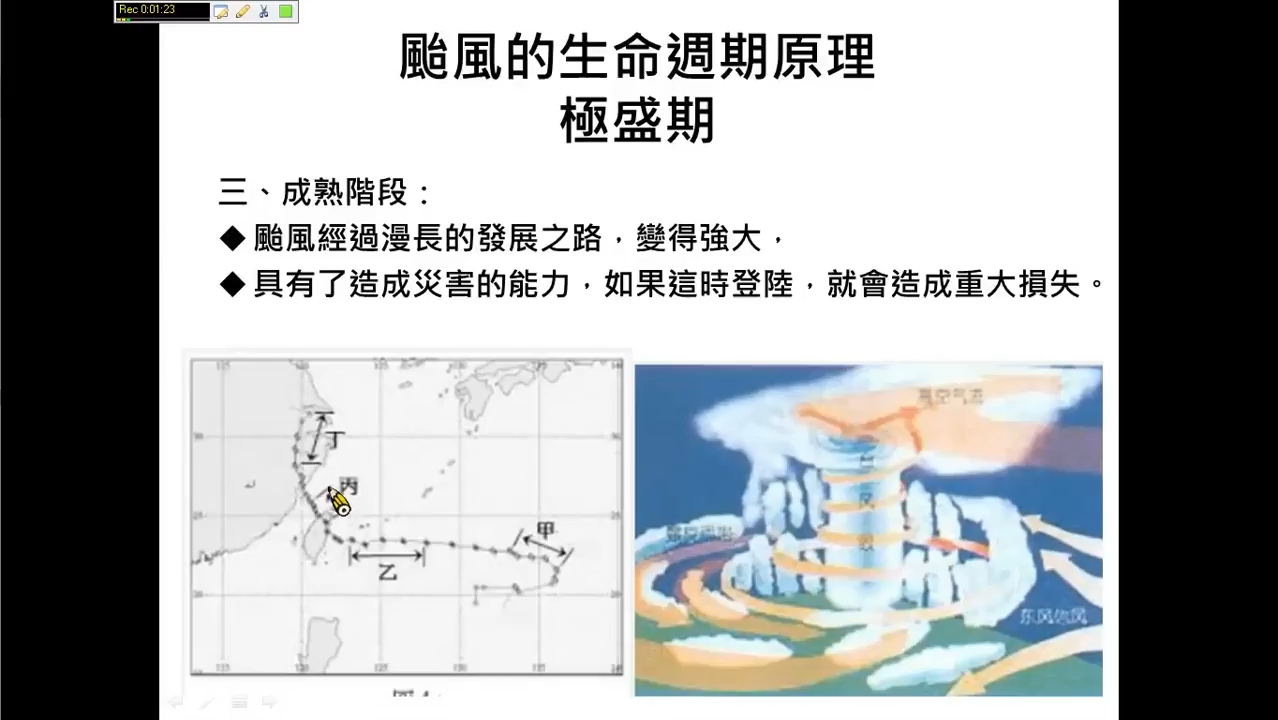 Rec 0:01:23
颱風的生命週期原理
極盛期
三、成熟階段：
◆ 颱風經過漫長的發展之路，變得強大，
◆ 具有了造成災害的能力，如果這時登陸，就會造成重大損失。
丁
丙
甲
乙
高空气流
台
风
眼
东风信风